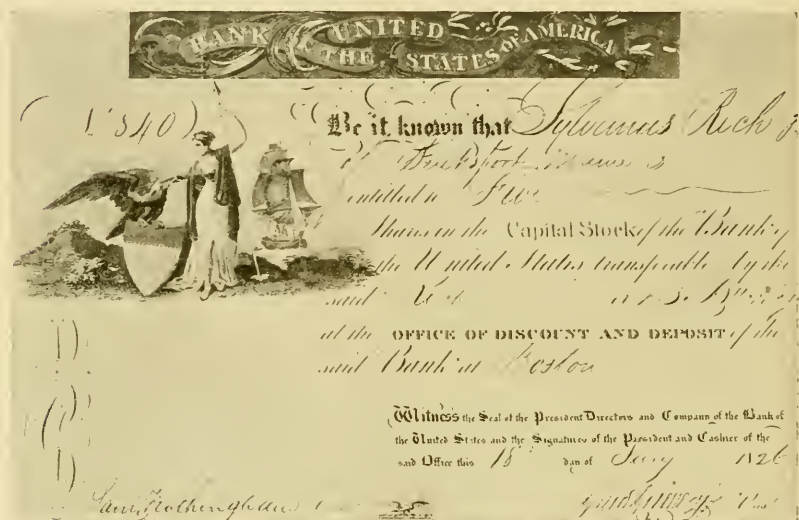 BANK OF THE UNITED STATES OF AMERICA
Be it known that Sylvanus Rich
of
entitled to Five
Shares in the Capital Stock of the Bank of
the United States transferable by the
said
at the OFFICE OF DISCOUNT AND DEPOSIT of the
said Bank at Boston
Witness the Seal of the President Directors and Company of the Bank of
the United States and the Signatures of the President and Cashier of the
said Office this 18 day of 1826
Saml Frothingham